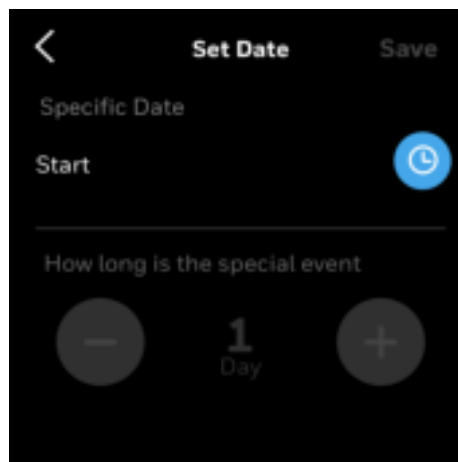 Set Date Save
Specific Date
Start
How long is the special event
1
Day